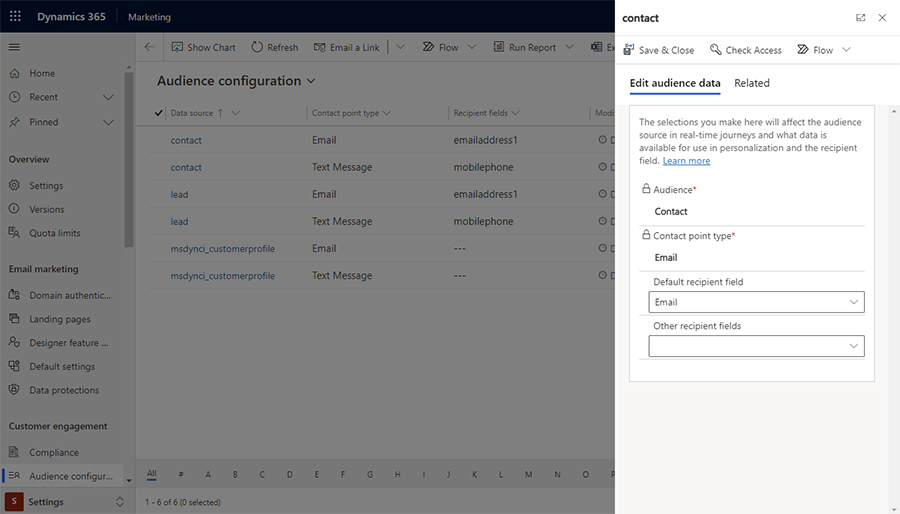 Dynamics 365 Marketing
Show Chart Refresh Email a Link Flow Run Report Ex
Home
Recent
Pinned
Overview
Settings
Versions
Quota limits
Email marketing
Domain authentic...
Landing pages
Designer feature ...
Default settings
Data protections
Customer engagement
Compliance
Audience configur...
S Settings
Audience configuration
Data source ↑ Contact point type Recipient fields Modi
contact Email emailaddress1 D
contact Text Message mobilephone D
lead Email emailaddress1 D
lead Text Message mobilephone D
msdynci_customerprofile Email --- D
msdynci_customerprofile Text Message --- D
All # A B C D E F G H I J K L M N O P
1 - 6 of 6 (0 selected)
contact
Save & Close Check Access Flow
Edit audience data Related
The selections you make here will affect the audience
source in real-time journeys and what data is
available for use in personalization and the recipient
field. Learn more
Audience*
Contact
Contact point type*
Email
Default recipient field
Email
Other recipient fields